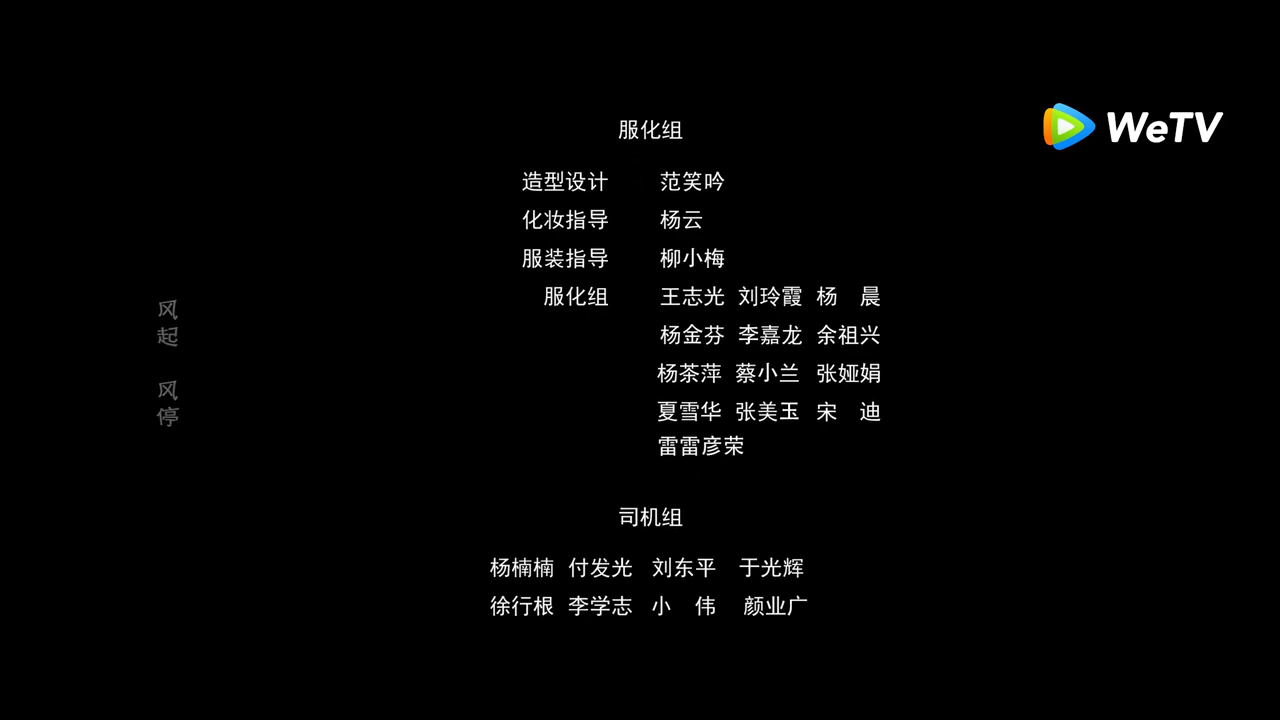 服化组
WeTV
造型设计 范笑吟
化妆指导 杨云
服装指导 柳小梅
服化组 王志光 刘玲霞 杨 晨
杨金芬 李嘉龙 余祖兴
杨茶萍 蔡小兰 张娅娟
夏雪华 张美玉 宋 迪
雷雷彦荣
风起 风停
司机组
杨楠楠 付发光 刘东平 于光辉
徐行根 李学志 小 伟 颜业广